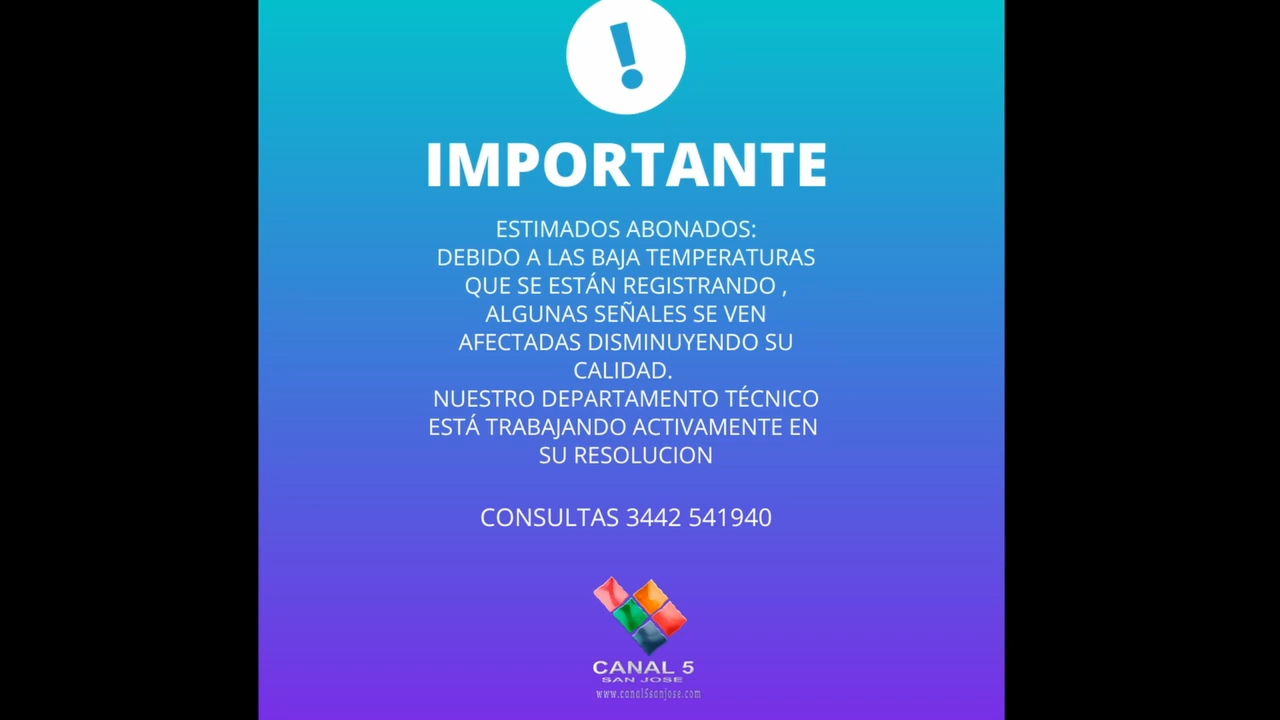 IMPORTANTE
ESTIMADOS ABONADOS:
DEBIDO A LAS BAJA TEMPERATURAS
QUE SE ESTÁN REGISTRANDO ,
ALGUNAS SEÑALES SE VEN
AFECTADAS DISMINUYENDO SU
CALIDAD.
NUESTRO DEPARTAMENTO TÉCNICO
ESTÁ TRABAJANDO ACTIVAMENTE EN
SU RESOLUCION
CONSULTAS 3442 541940
CANAL 5
SAN JOSE
www.canal5sanjose.com